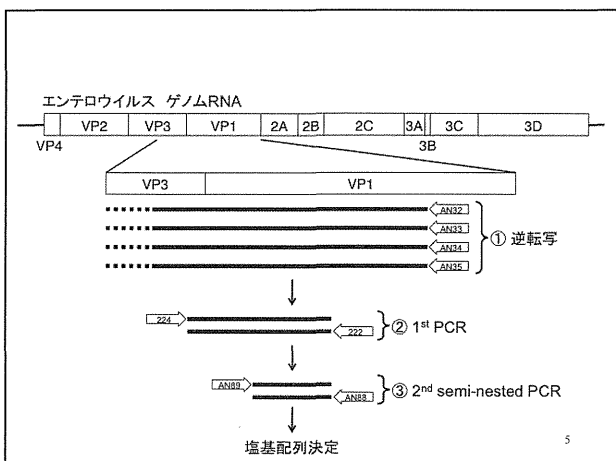 エンテロウイルス ゲノムRNA
VP2 VP3 VP1 2A 2B 2C 3A 3C 3D
VP4 3B
VP3 VP1
AN32
AN33
AN34
AN35
① 逆転写
224
222
② 1st PCR
AN89
AN88
③ 2nd semi-nested PCR
塩基配列決定
5